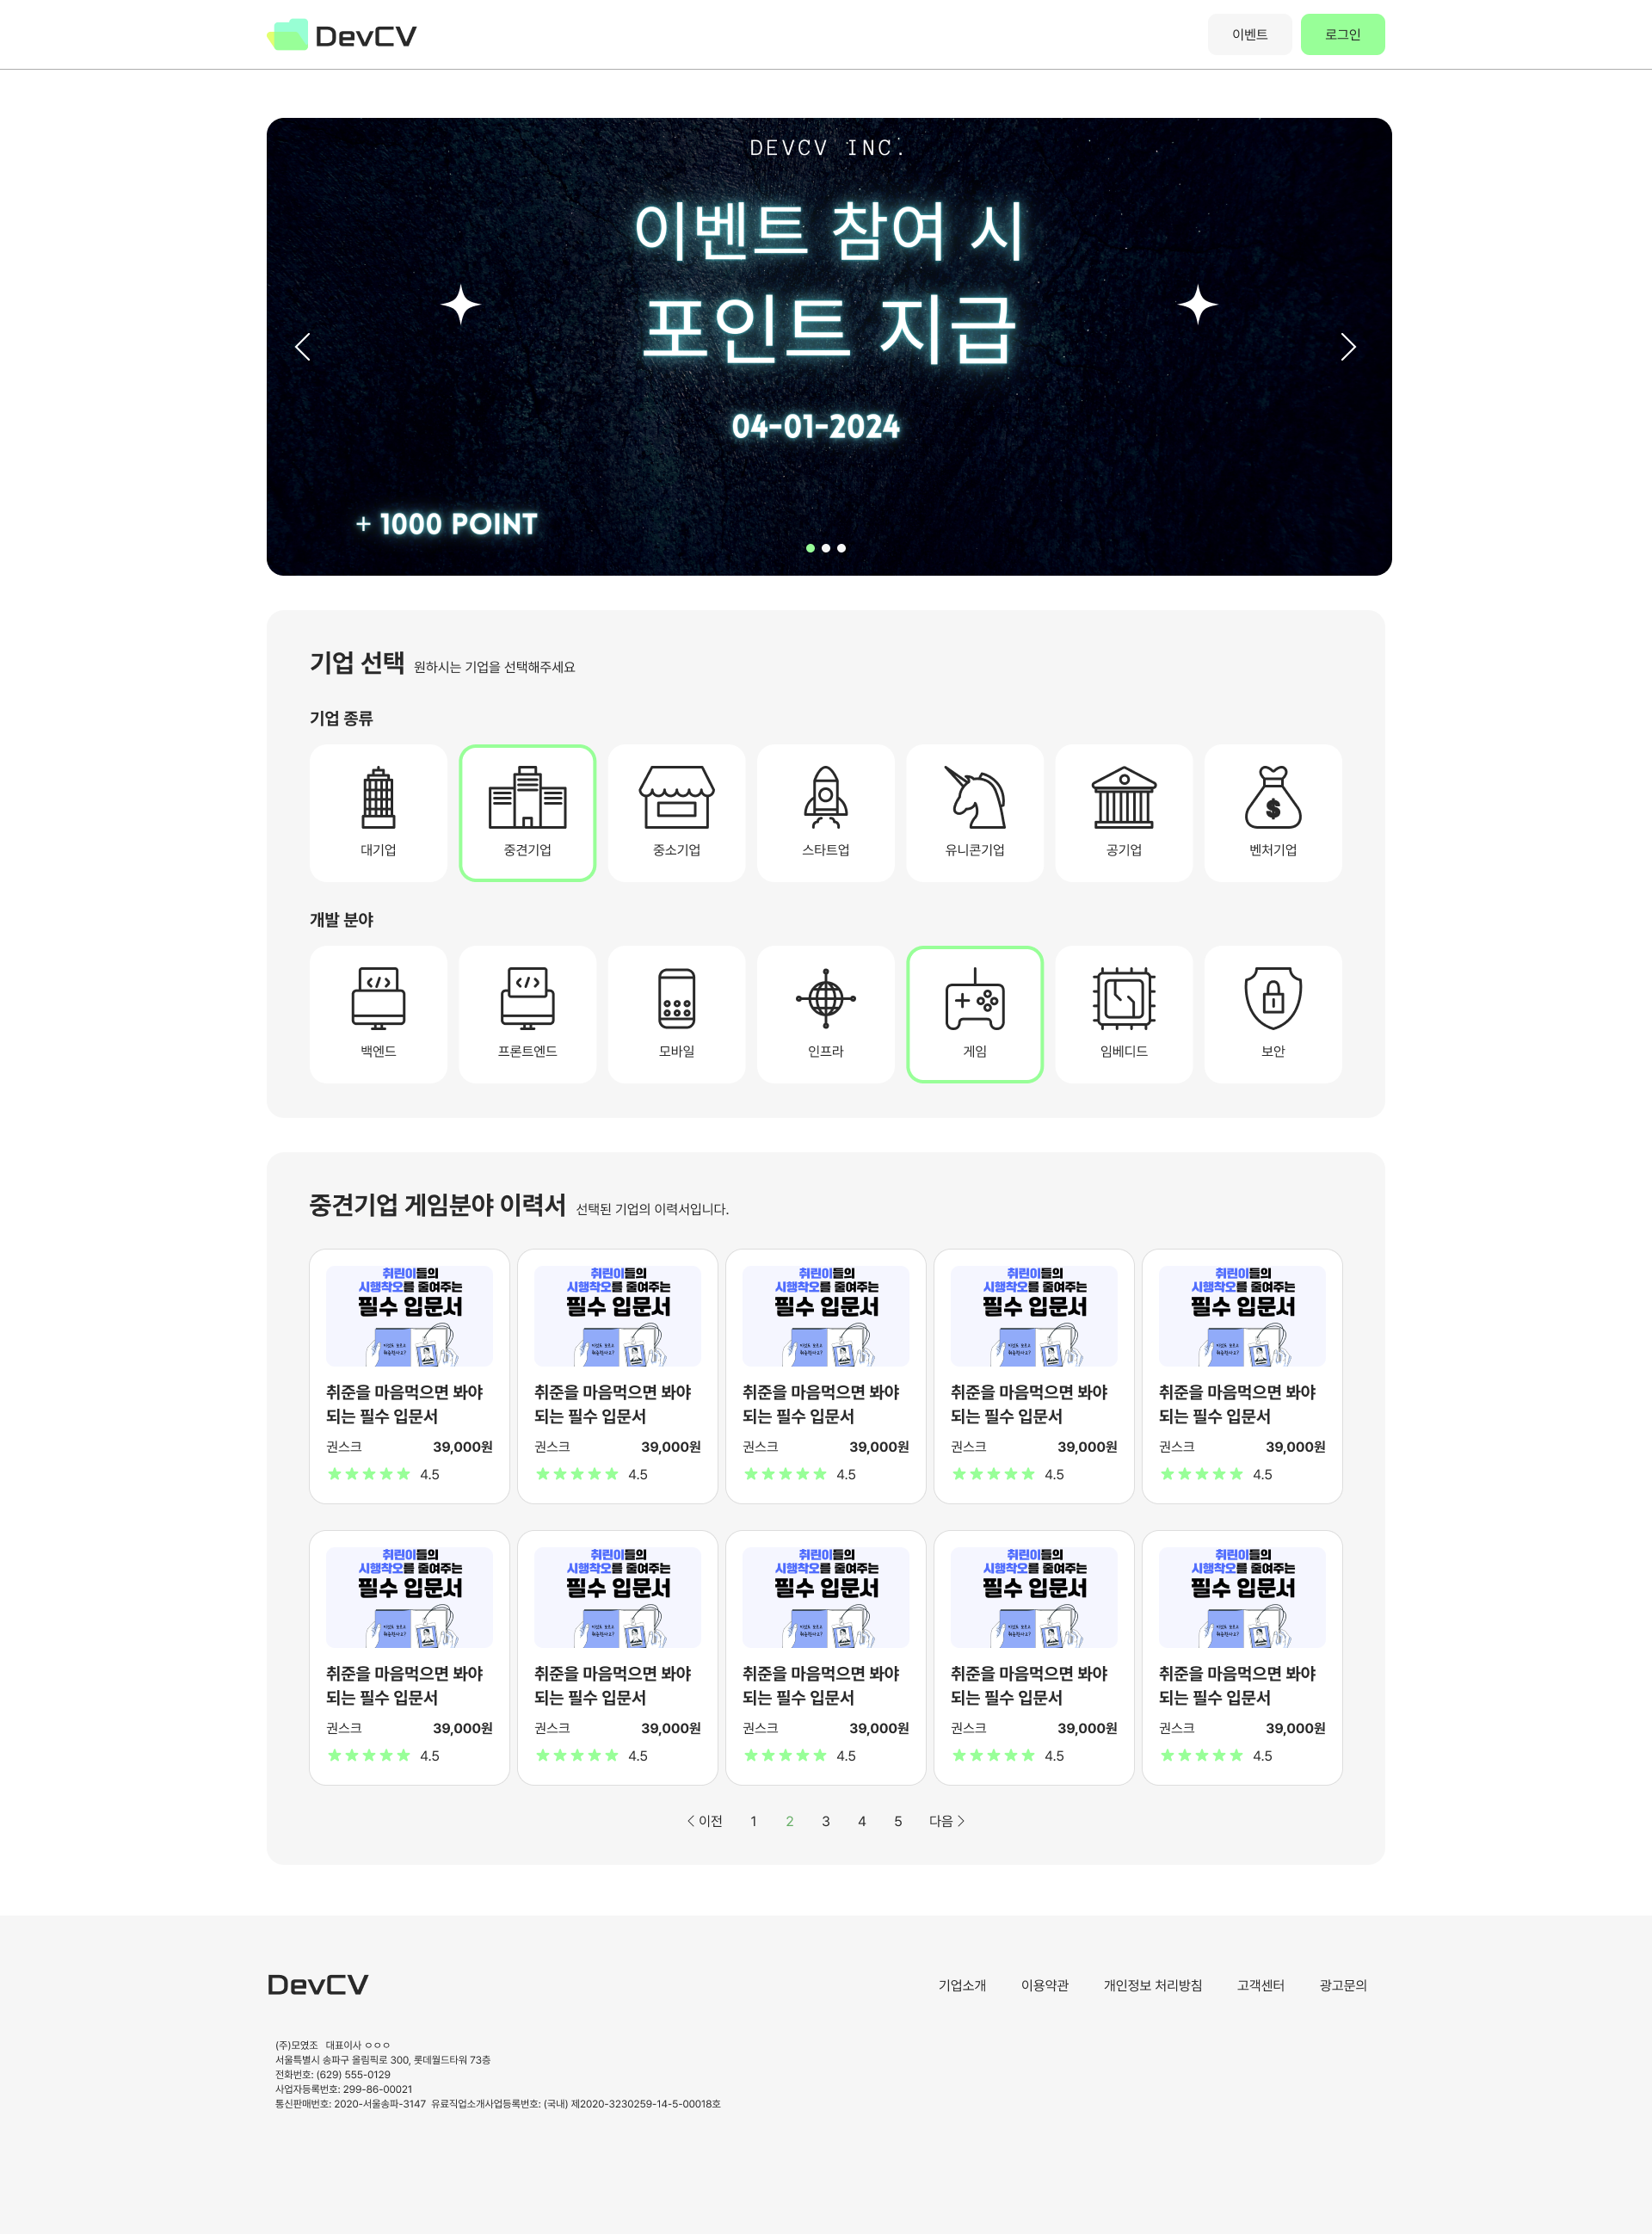 DevCV
이벤트
로그인
DEVCV INC.
이벤트 참여 시
포인트 지급
04-01-2024
+ 1000 POINT
기업 선택 원하시는 기업을 선택해주세요
기업 종류
대기업 중견기업 중소기업 스타트업 유니콘기업 공기업 벤처기업
개발 분야
백엔드 프론트엔드 모바일 인프라 게임 임베디드 보안
중견기업 게임분야 이력서 선택된 기업의 이력서입니다.
취린이들의 취린이들의 취린이들의 취린이들의 취린이들의
시행착오를 줄여주는 시행착오를 줄여주는 시행착오를 줄여주는 시행착오를 줄여주는 시행착오를 줄여주는
필수 입문서 필수 입문서 필수 입문서 필수 입문서 필수 입문서
취준을 마음먹으면 봐야 취준을 마음먹으면 봐야 취준을 마음먹으면 봐야 취준을 마음먹으면 봐야 취준을 마음먹으면 봐야
되는 필수 입문서 되는 필수 입문서 되는 필수 입문서 되는 필수 입문서 되는 필수 입문서
권스크 39,000원 권스크 39,000원 권스크 39,000원 권스크 39,000원 권스크 39,000원
4.5 4.5 4.5 4.5 4.5
취린이들의 취린이들의 취린이들의 취린이들의 취린이들의
시행착오를 줄여주는 시행착오를 줄여주는 시행착오를 줄여주는 시행착오를 줄여주는 시행착오를 줄여주는
필수 입문서 필수 입문서 필수 입문서 필수 입문서 필수 입문서
취준을 마음먹으면 봐야 취준을 마음먹으면 봐야 취준을 마음먹으면 봐야 취준을 마음먹으면 봐야 취준을 마음먹으면 봐야
되는 필수 입문서 되는 필수 입문서 되는 필수 입문서 되는 필수 입문서 되는 필수 입문서
권스크 39,000원 권스크 39,000원 권스크 39,000원 권스크 39,000원 권스크 39,000원
4.5 4.5 4.5 4.5 4.5
이전 1 2 3 4 5 다음
DevCV
기업소개 이용약관 개인정보 처리방침 고객센터 광고문의
(주)모였조 대표이사 ㅇㅇㅇ
서울특별시 송파구 올림픽로 300, 롯데월드타워 73층
전화번호: (629) 555-0129
사업자등록번호: 299-86-00021
통신판매번호: 2020-서울송파-3147 유료직업소개사업등록번호: (국내) 제2020-3230259-14-5-00018호